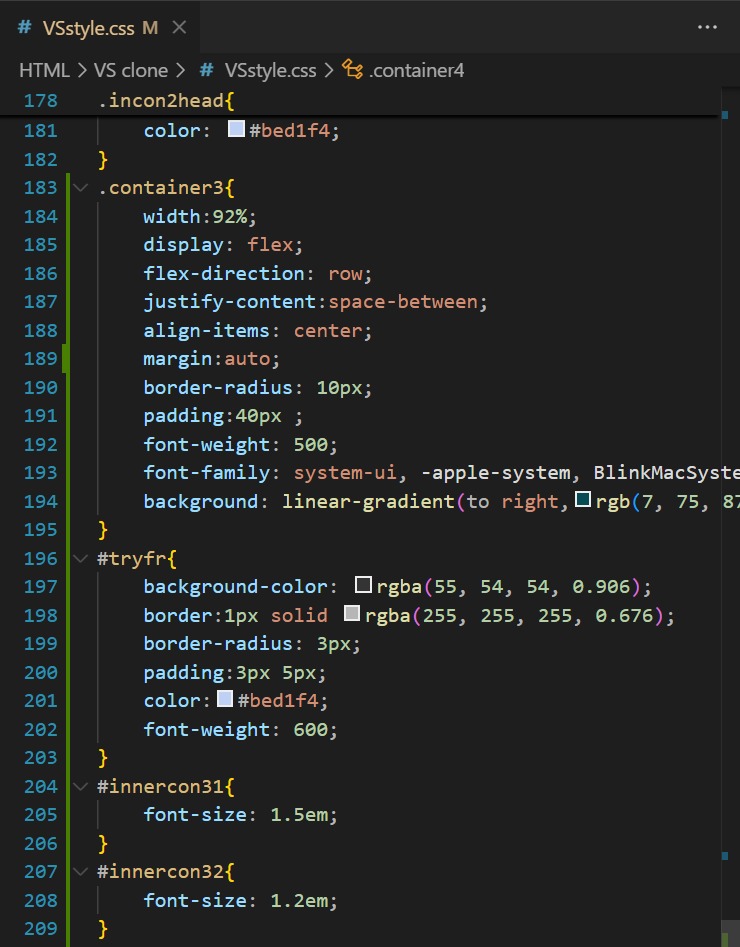 # VSstyle.css M
HTML > VS clone > # VSstyle.css > .container4
178 .incon2head{
181 color: #bed1f4;
182 }
183 .container3{
184 width:92%;
185 display: flex;
186 flex-direction: row;
187 justify-content:space-between;
188 align-items: center;
189 margin:auto;
190 border-radius: 10px;
191 padding:40px ;
192 font-weight: 500;
193 font-family: system-ui, -apple-system, BlinkMacSyste
194 background: linear-gradient(to right, rgb(7, 75, 87
195 }
196 #tryfr{
197 background-color: rgba(55, 54, 54, 0.906);
198 border:1px solid rgba(255, 255, 255, 0.676);
199 border-radius: 3px;
200 padding:3px 5px;
201 color: #bed1f4;
202 font-weight: 600;
203 }
204 #innercon31{
205 font-size: 1.5em;
206 }
207 #innercon32{
208 font-size: 1.2em;
209 }